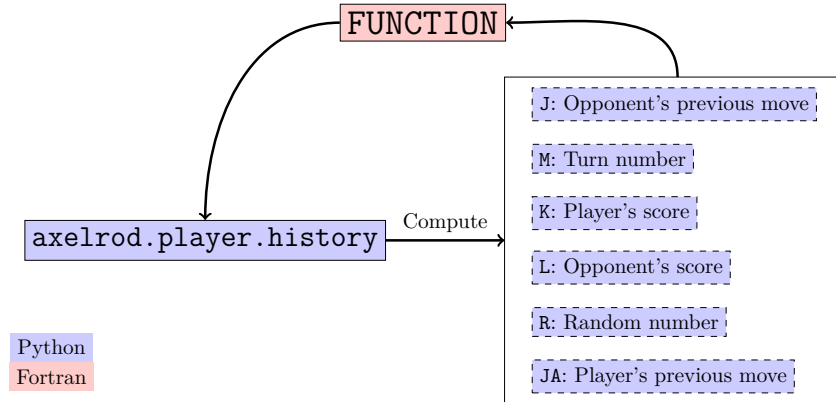 FUNCTION
J: Opponent's previous move
M: Turn number
K: Player's score
axelrod.player.history
Compute
L: Opponent's score
R: Random number
JA: Player's previous move
Python
Fortran